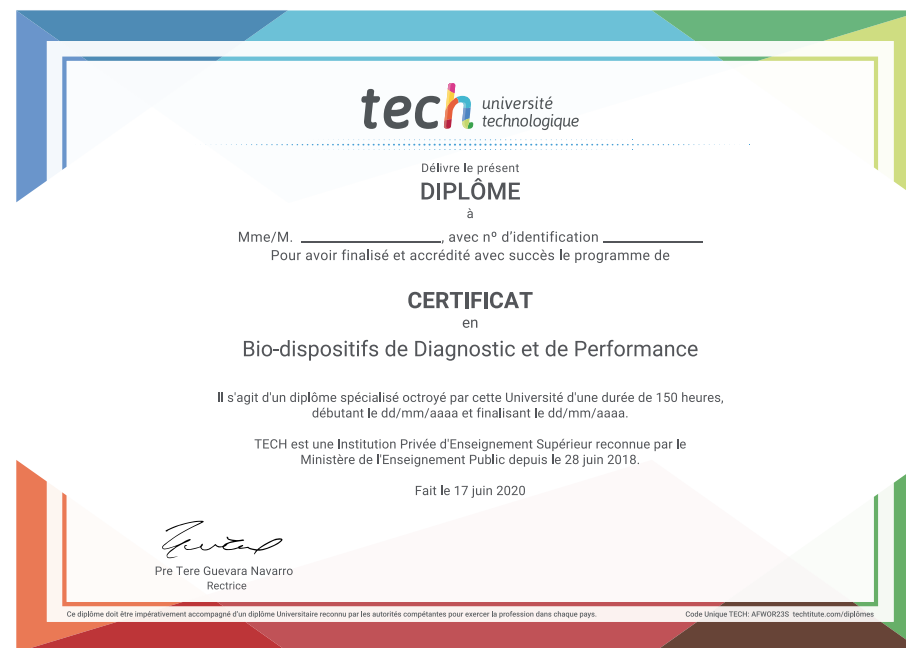 tech université
technologique
Délivre le présent
DIPLÔME
à
Mme/M. ____________________, avec nº d'identification ______________
Pour avoir finalisé et accrédité avec succès le programme de
CERTIFICAT
en
Bio-dispositifs de Diagnostic et de Performance
Il s'agit d'un diplôme spécialisé octroyé par cette Université d'une durée de 150 heures,
débutant le dd/mm/aaaa et finalisant le dd/mm/aaaa.
TECH est une Institution Privée d'Enseignement Supérieur reconnue par le
Ministère de l'Enseignement Public depuis le 28 juin 2018.
Fait le 17 juin 2020
Pre Tere Guevara Navarro
Rectrice
Ce diplôme doit être impérativement accompagné d'un diplôme Universitaire reconnu par les autorités compétantes pour exercer la profession dans chaque pays.
Code Unique TECH: AFWOR23S techtitute.com/diplômes